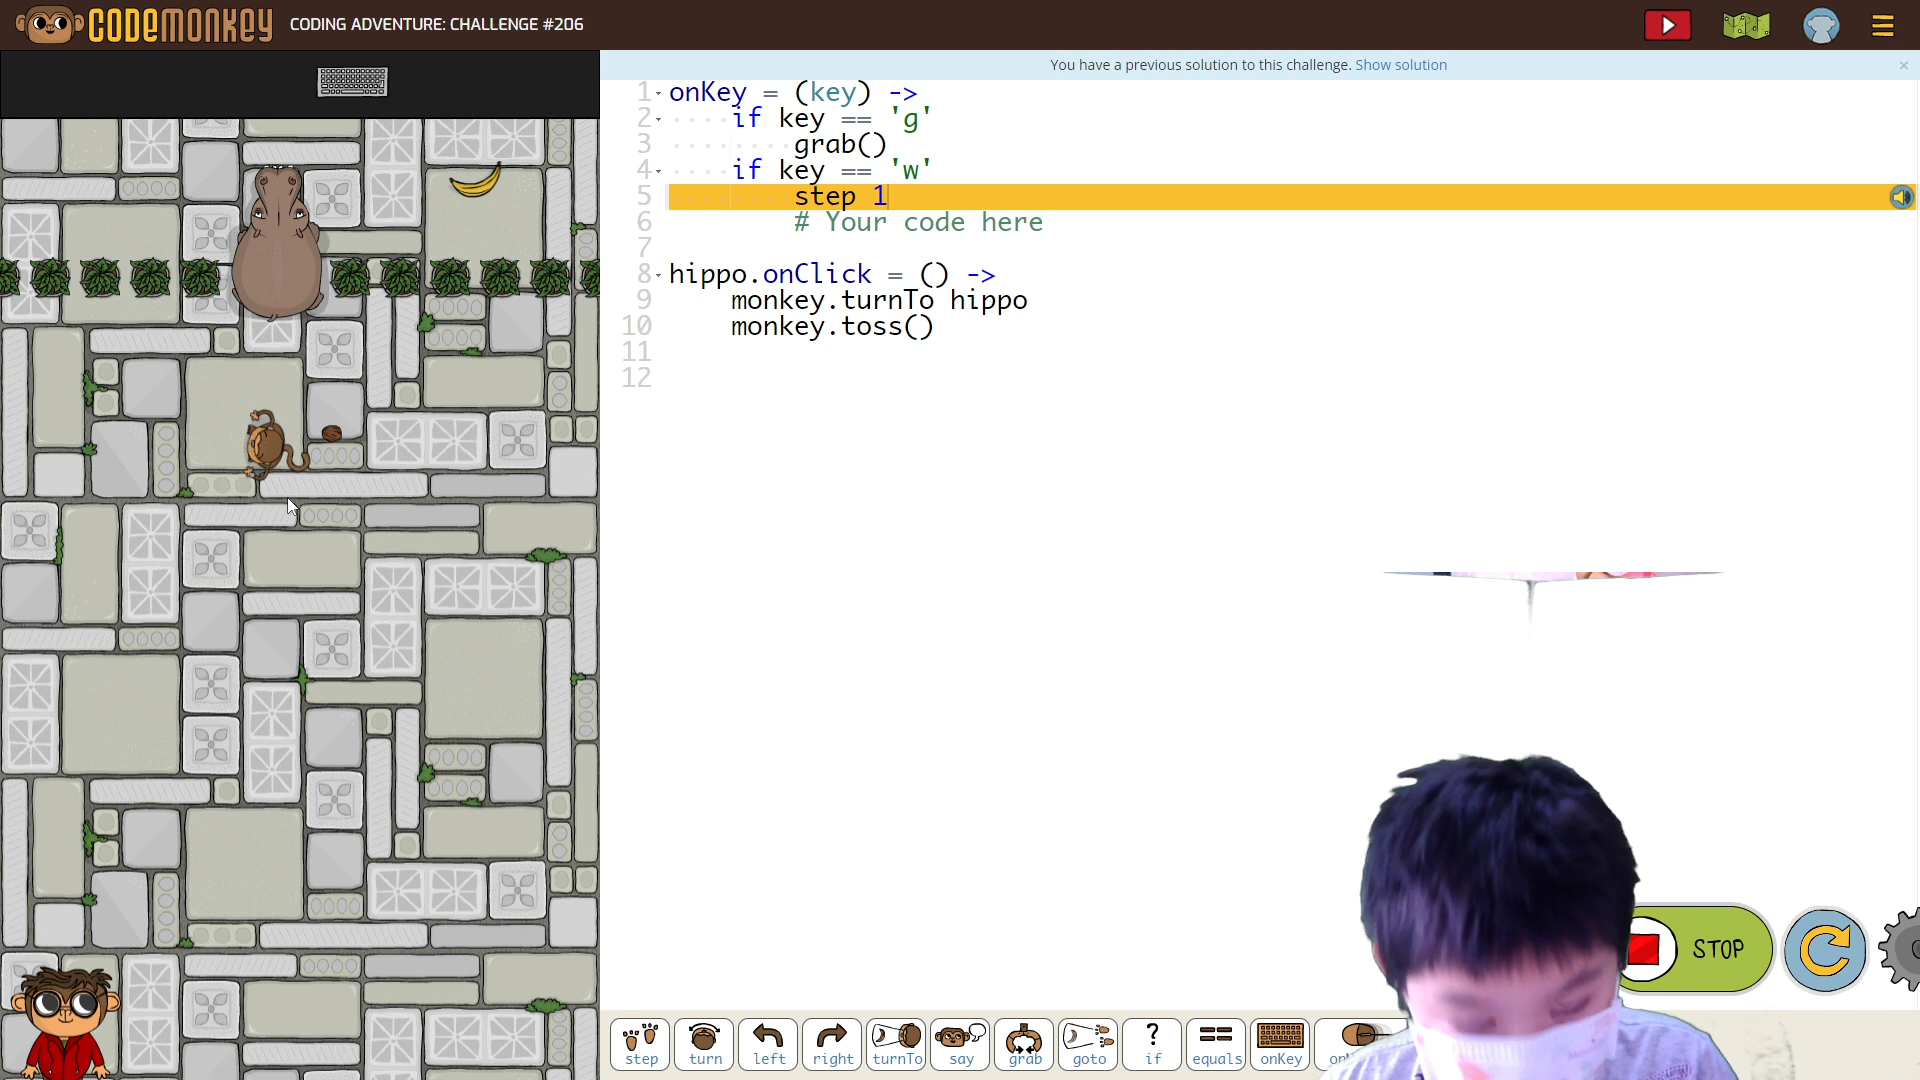 CODEMONKEY
CODING ADVENTURE: CHALLENGE #206
You have a previous solution to this challenge. Show solution
×
1 onKey = (key) ->
2 if key == 'g'
3 grab()
4 if key == 'w'
5 step 1
6 # Your code here
7
8 hippo.onClick = () ->
9 monkey.turnTo hippo
10 monkey.toss()
11
12
STOP
step turn left right turnTo say grab goto if equals onKey